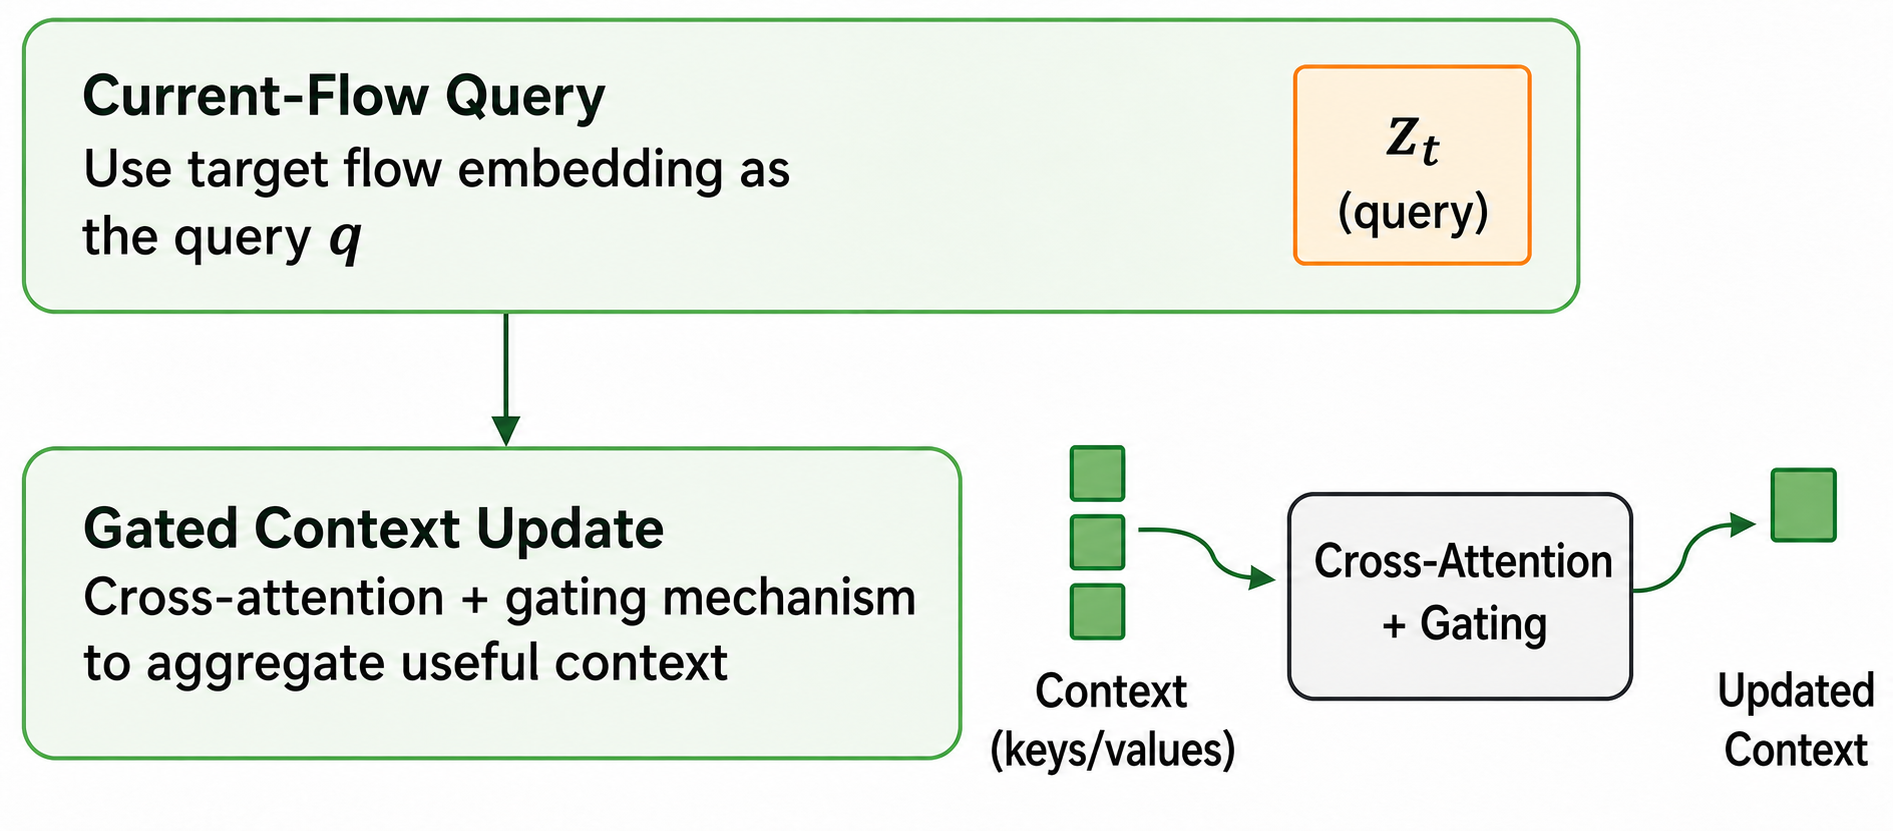 Current-Flow Query
Use target flow embedding as
the query q
z_t
(query)
Gated Context Update
Cross-attention + gating mechanism
to aggregate useful context
Context
(keys/values)
Cross-Attention
+ Gating
Updated
Context